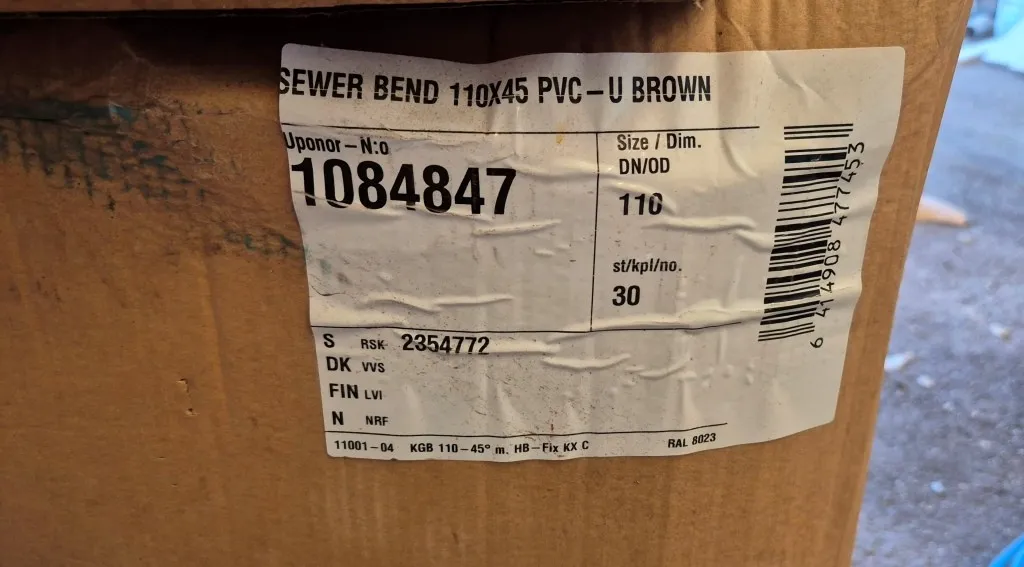 SEWER BEND 110X45 PVC-U BROWN
Uponor-N:o
1084847
Size / Dim.
DN/OD
110
st/kpl/no.
30
6 414908 477453
S RSK 2354772
DK VVS
FIN LVI
N NRF
11001-04 KGB 110-45° m. HB-Fix KX C RAL 8023